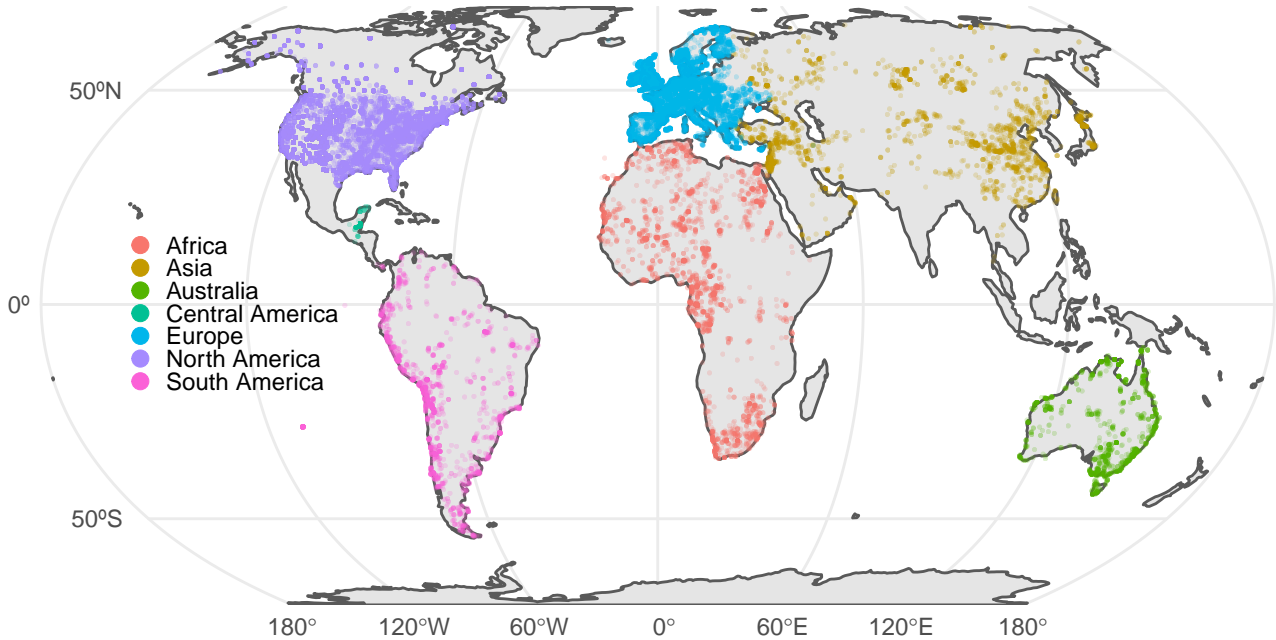 50ºN
Africa
Asia
Australia
0º
Central America
Europe
North America
South America
50ºS
180° 120°W 60°W 0° 60°E 120°E 180°